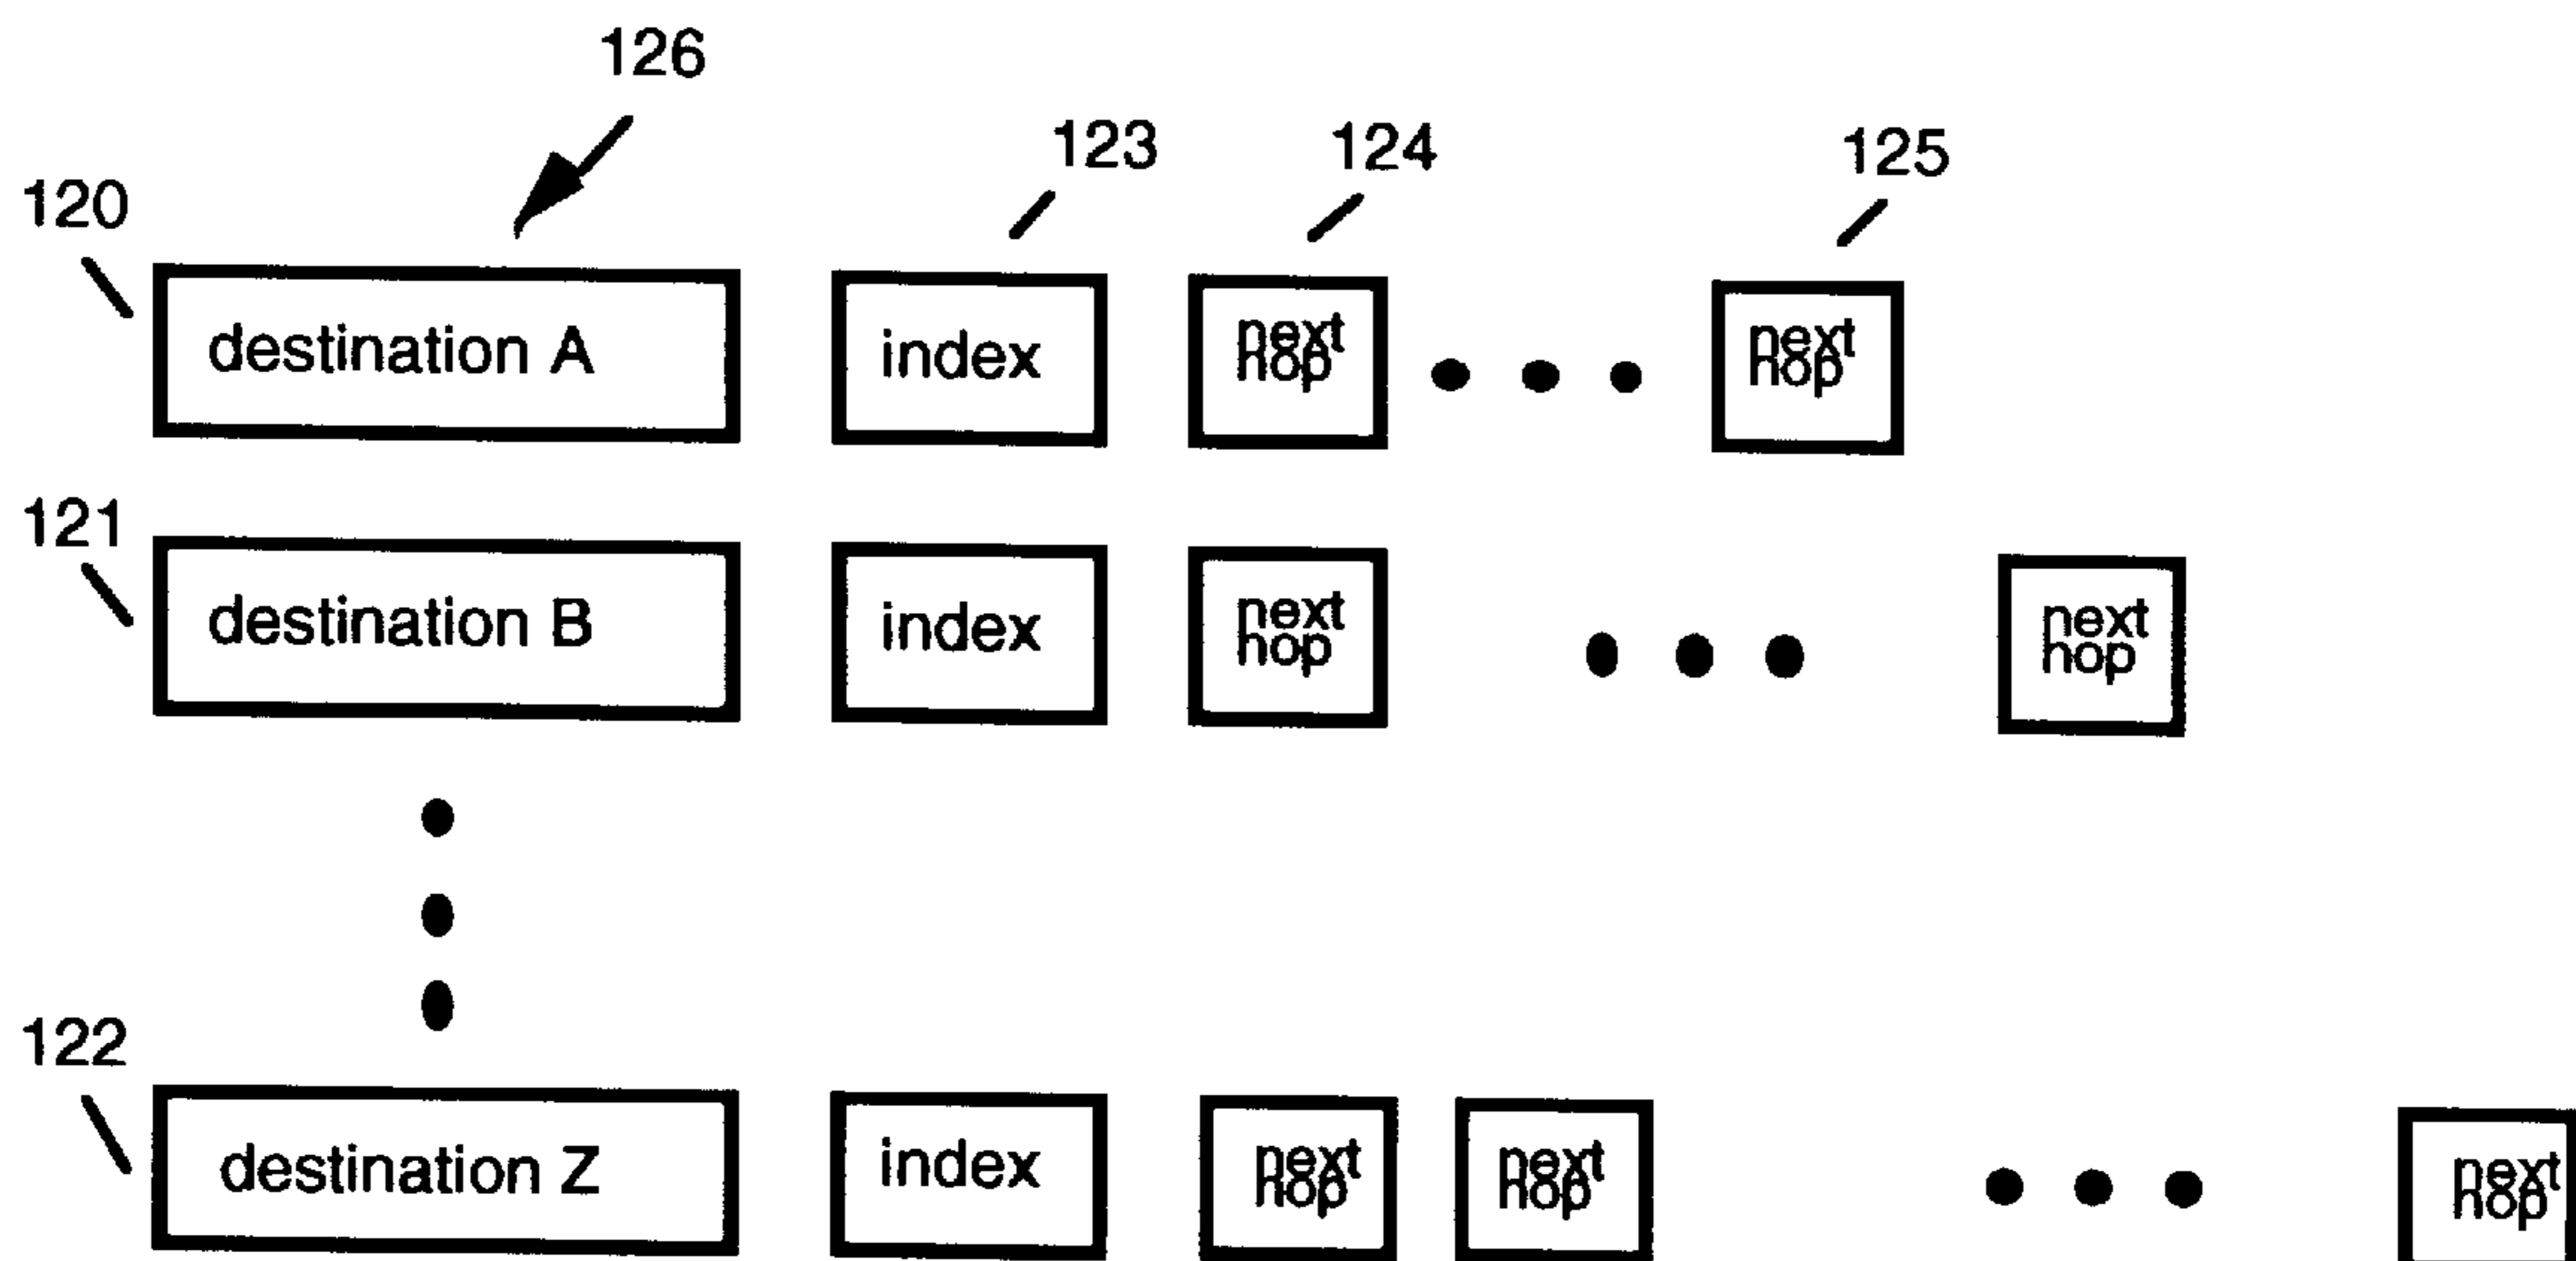 126
123
124
125
120
destination A
index
next
hop
next
hop
121
destination B
index
next
hop
next
hop
122
destination Z
index
next
hop
next
hop
next
hop